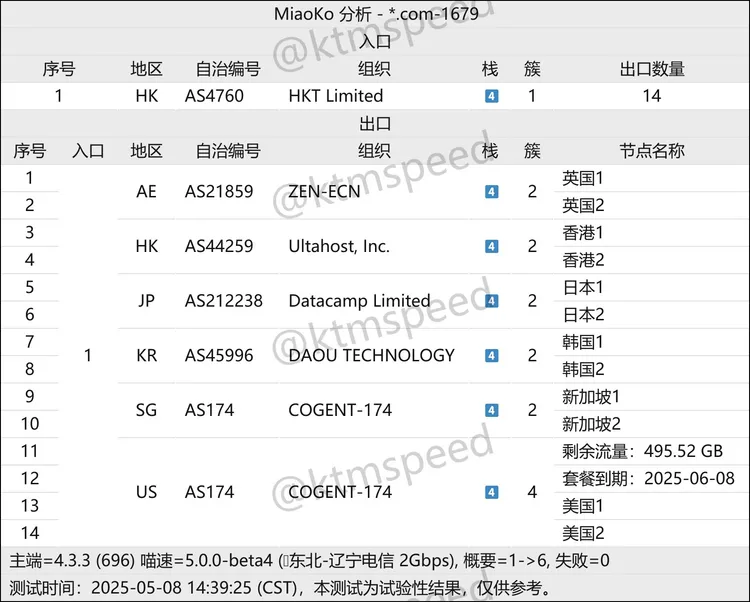 MiaoKo 分析 - *.com-1679
入口
序号 地区 自治编号 组织 栈 簇 出口数量
1 HK AS4760 HKT Limited 4 1 14
出口
序号 入口 地区 自治编号 组织 栈 簇 节点名称
1 英国1
AE AS21859 ZEN-ECN 4 2
2 英国2
3 香港1
HK AS44259 Ultahost, Inc. 4 2
4 香港2
5 日本1
JP AS212238 Datacamp Limited 4 2
6 日本2
7 韩国1
1 KR AS45996 DAOU TECHNOLOGY 4 2
8 韩国2
9 新加坡1
SG AS174 COGENT-174 4 2
10 新加坡2
11 剩余流量：495.52 GB
12 套餐到期：2025-06-08
US AS174 COGENT-174 4 4
13 美国1
14 美国2
主端=4.3.3 (696) 喵速=5.0.0-beta4 (东北-辽宁电信 2Gbps), 概要=1->6, 失败=0
测试时间：2025-05-08 14:39:25 (CST)，本测试为试验性结果，仅供参考。
@ktmspeed
@ktmspeed
@ktmspeed
@ktmspeed
@ktmspeed